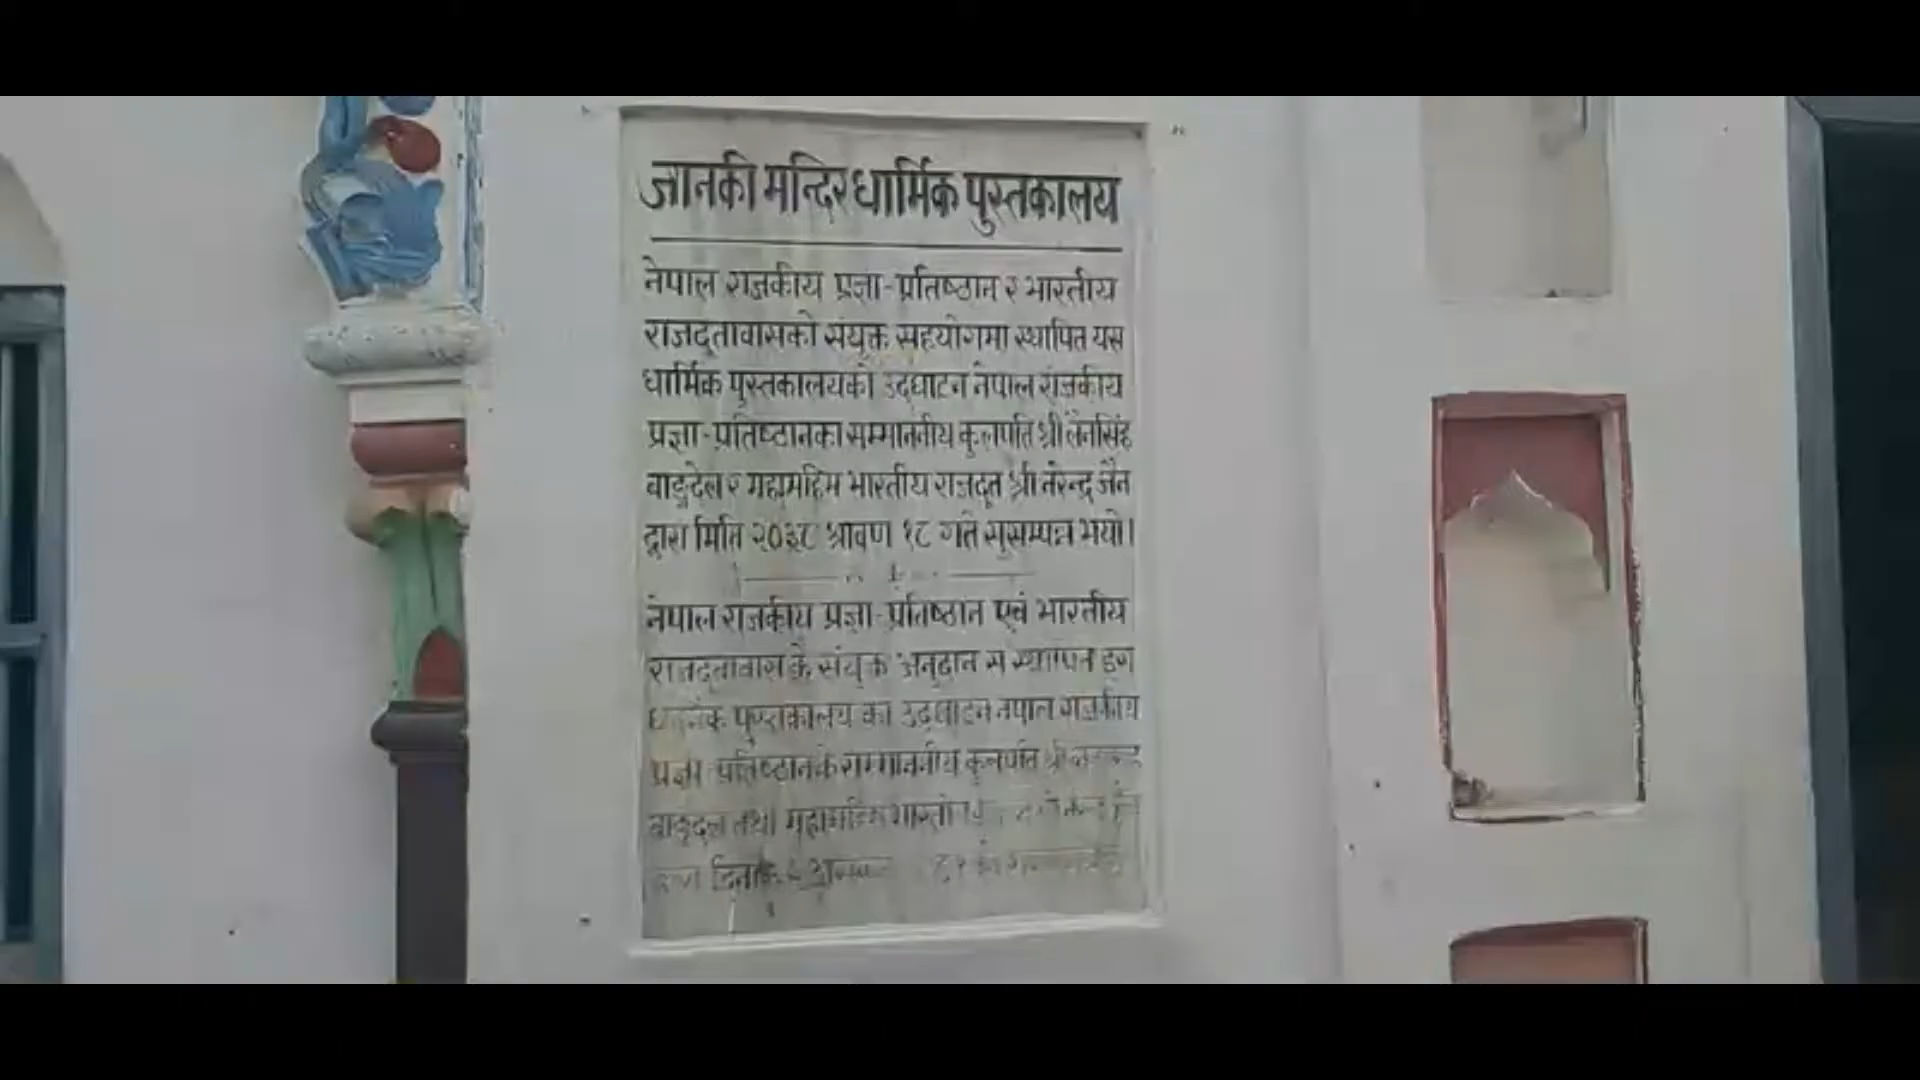 जानकी मन्दिर धार्मिक पुस्तकालय
नेपाल राजकीय प्रज्ञा-प्रतिष्ठान र भारतीय
राजदूतावासको संयुक्त सहयोगमा स्थापित यस
धार्मिक पुस्तकालयको उद्घाटन नेपाल राजकीय
प्रज्ञा-प्रतिष्ठानका सम्माननीय कुलपति श्री लैनसिंह
वाङ्देल र महामहिम भारतीय राजदूत श्री नरेन्द्र जैन
द्वारा मिति २०३८ श्रावण १८ गते सुसम्पन्न भयो।
नेपाल राजकीय प्रज्ञा-प्रतिष्ठान एवं भारतीय
राजदूतावास के संयुक्त अनुदान से स्थापित इस
धार्मिक पुस्तकालय का उद्घाटन नेपाल राजकीय
प्रज्ञा-प्रतिष्ठानके सम्माननीय कुलपति श्री
वाङ्देल तथा महामहिम भारतीय